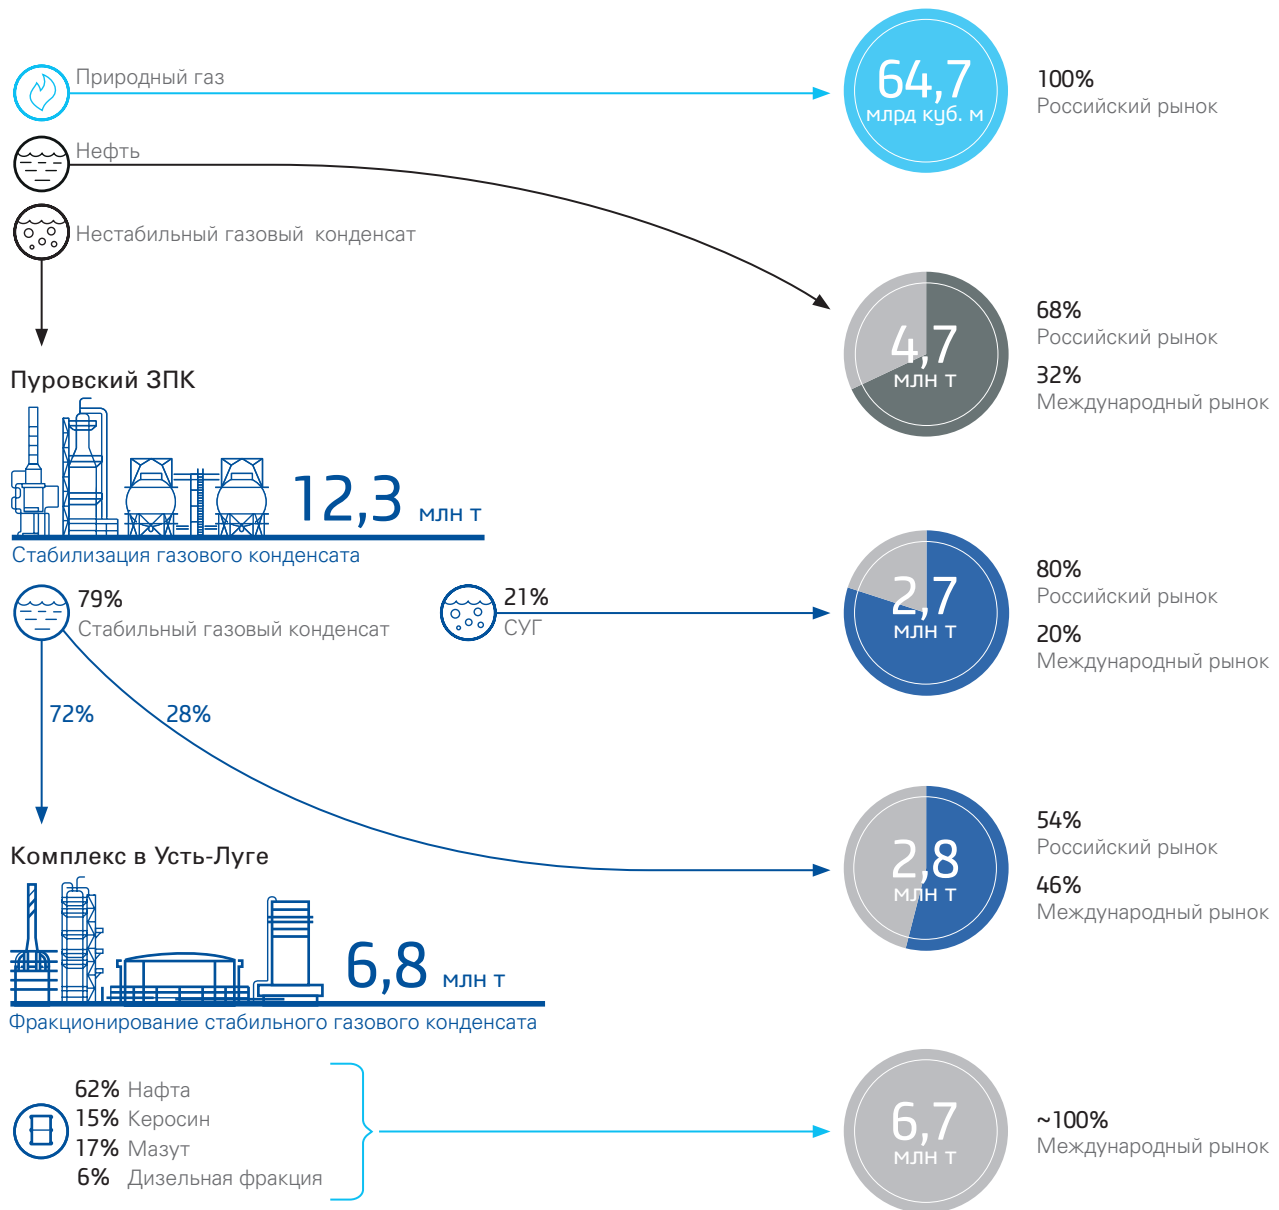 Природный газ
64,7
млрд куб. м
100%
Российский рынок
Нефть
Нестабильный газовый конденсат
4,7
млн т
68%
Российский рынок
32%
Международный рынок
Пуровский ЗПК
12,3 млн т
Стабилизация газового конденсата
79%
Стабильный газовый конденсат
21%
СУГ
2,7
млн т
80%
Российский рынок
20%
Международный рынок
72%
28%
2,8
млн т
54%
Российский рынок
46%
Международный рынок
Комплекс в Усть-Луге
6,8 млн т
Фракционирование стабильного газового конденсата
62% Нафта
15% Керосин
17% Мазут
6% Дизельная фракция
6,7
млн т
~100%
Международный рынок